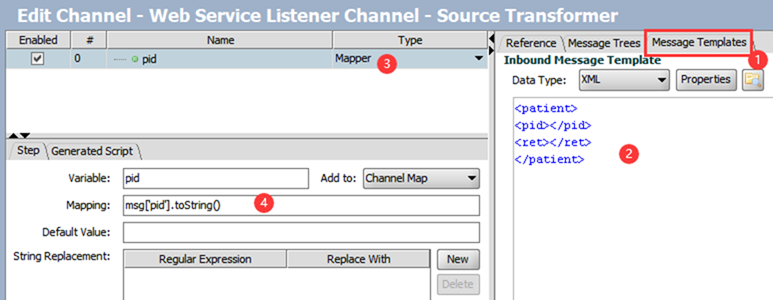 Edit Channel - Web Service Listener Channel - Source Transformer
Enabled # Name Type
0 pid Mapper
3
Step Generated Script
Variable: pid Add to: Channel Map
Mapping: msg['pid'].toString() 4
Default Value:
String Replacement: Regular Expression Replace With New
Delete
Reference Message Trees Message Templates
1
Inbound Message Template
Data Type: XML Properties
<patient>
<pid></pid>
<ret></ret>
</patient>
2